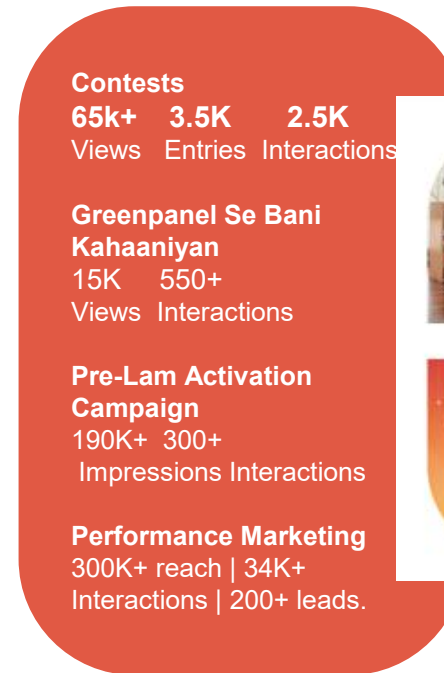 Contests
65k+ 3.5K 2.5K
Views Entries Interactions
Greenpanel Se Bani
Kahaaniyan
15K 550+
Views Interactions
Pre-Lam Activation
Campaign
190K+ 300+
Impressions Interactions
Performance Marketing
300K+ reach | 34K+
Interactions | 200+ leads.